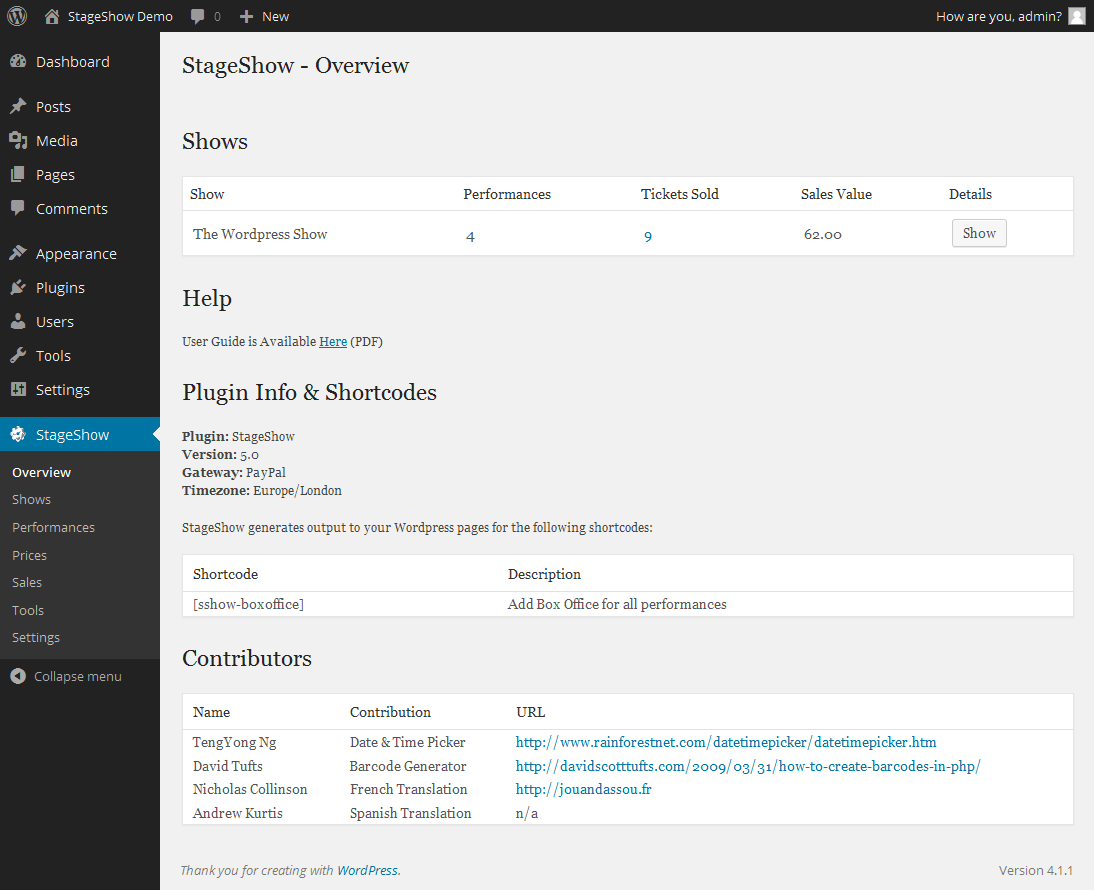 StageShow Demo 0 New How are you, admin?
Dashboard
Posts
Media
Pages
Comments
Appearance
Plugins
Users
Tools
Settings
StageShow
Overview
Shows
Performances
Prices
Sales
Tools
Settings
Collapse menu
StageShow - Overview
Shows
Show Performances Tickets Sold Sales Value Details
The Wordpress Show 4 9 62.00 Show
Help
User Guide is Available Here (PDF)
Plugin Info & Shortcodes
Plugin: StageShow
Version: 5.0
Gateway: PayPal
Timezone: Europe/London
StageShow generates output to your Wordpress pages for the following shortcodes:
Shortcode Description
[sshow-boxoffice] Add Box Office for all performances
Contributors
Name Contribution URL
TengYong Ng Date & Time Picker http://www.rainforestnet.com/datetimepicker/datetimepicker.htm
David Tufts Barcode Generator http://davidscotttufts.com/2009/03/31/how-to-create-barcodes-in-php/
Nicholas Collinson French Translation http://jouandassou.fr
Andrew Kurtis Spanish Translation n/a
Thank you for creating with WordPress. Version 4.1.1